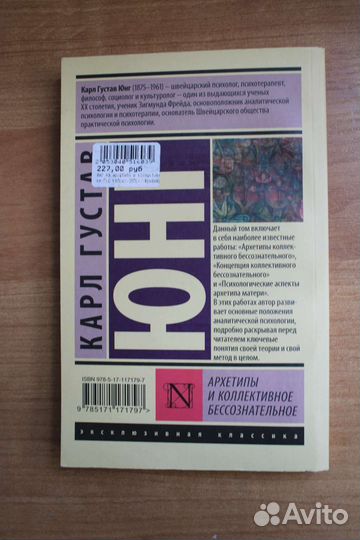 Карл Густав Юнг (1875–1961) – швейцарский психолог, психотерапевт,
философ, социолог и культуролог – один из выдающихся ученых
XX столетия, ученик Зигмунда Фрейда, основоположник аналитической
психологии и психотерапии, основатель Швейцарского общества
практической психологии.
227,00 руб
КАРЛ ГУСТАВ
ЮНГ
Данный том включает
в себя наиболее известные
работы: «Архетипы коллек-
тивного бессознательного»,
«Концепция коллективного
бессознательного»
и «Психологические аспекты
архетипа матери».
В этих работах автор разви-
вает основные положения
аналитической психологии,
подробно раскрывая перед
читателем ключевые
понятия своей теории и свой
метод в целом.
ISBN 978-5-17-117179-7
9 785171 171797 >
N
АРХЕТИПЫ
И КОЛЛЕКТИВНОЕ
БЕССОЗНАТЕЛЬНОЕ
эксклюзивная классика
Avito